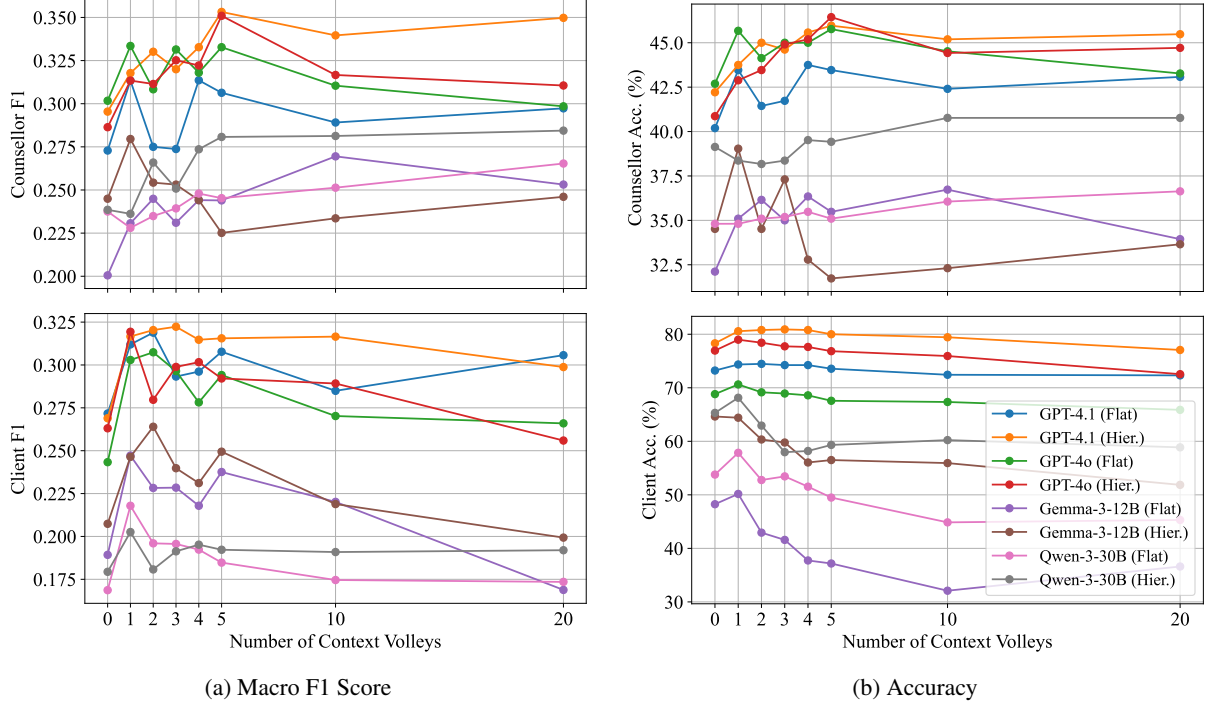 0.350
0.325
0.300
0.275
0.250
0.225
0.200
Counsellor F1
0.325
0.300
0.275
0.250
0.225
0.200
0.175
Client F1
0 1 2 3 4 5 10 20
Number of Context Volleys
(a) Macro F1 Score
45.0
42.5
40.0
37.5
35.0
32.5
Counsellor Acc. (%)
80
70
60
50
40
30
Client Acc. (%)
GPT-4.1 (Flat)
GPT-4.1 (Hier.)
GPT-4o (Flat)
GPT-4o (Hier.)
Gemma-3-12B (Flat)
Gemma-3-12B (Hier.)
Qwen-3-30B (Flat)
Qwen-3-30B (Hier.)
0 1 2 3 4 5 10 20
Number of Context Volleys
(b) Accuracy